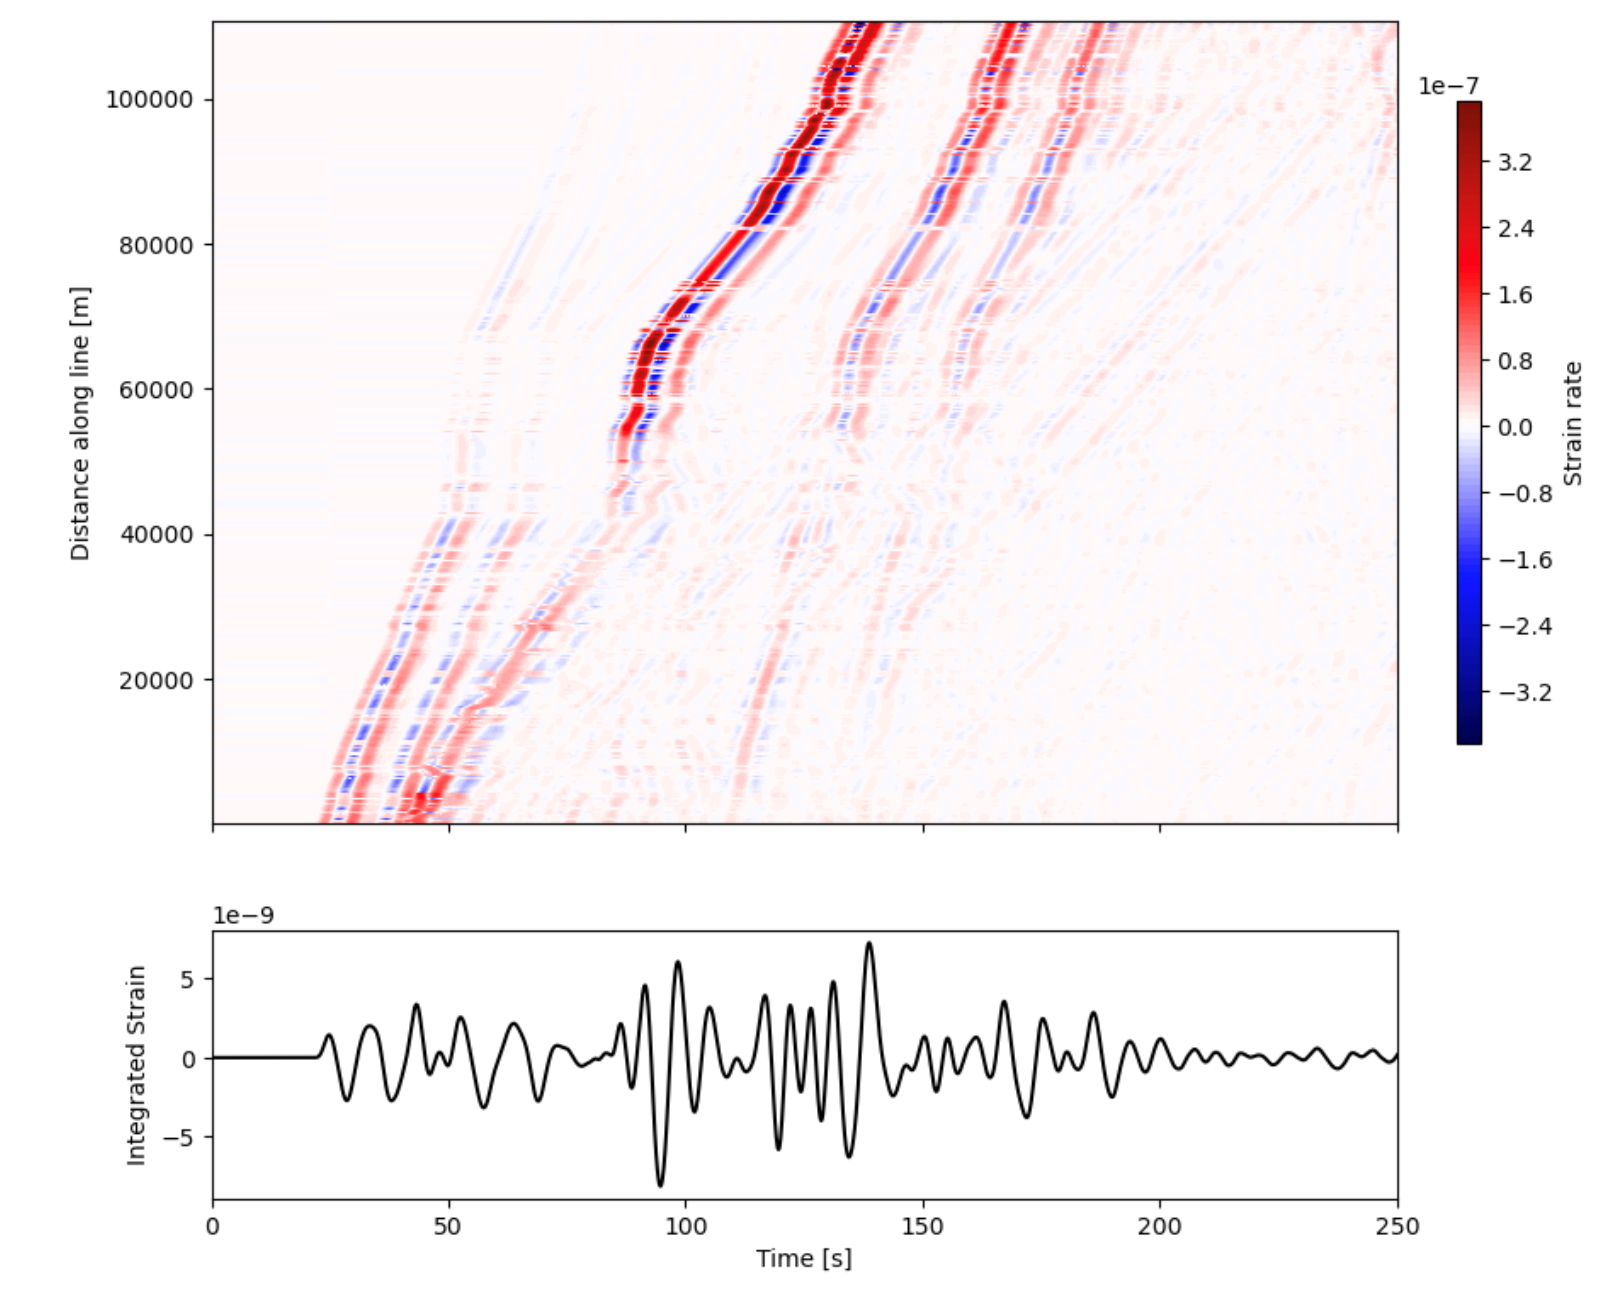 1e−7
100000
80000
60000
40000
20000
Distance along line [m]
3.2
2.4
1.6
0.8
0.0
−0.8
−1.6
−2.4
−3.2
Strain rate
1e−9
5
0
−5
Integrated Strain
0 50 100 150 200 250
Time [s]